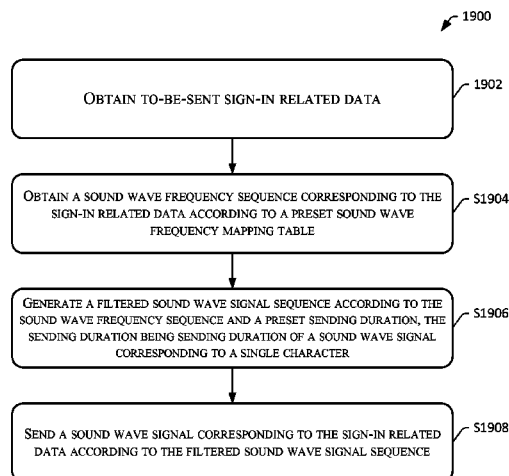 1900
OBTAIN TO-BE-SENT SIGN-IN RELATED DATA
1902
OBTAIN A SOUND WAVE FREQUENCY SEQUENCE CORRESPONDING TO THE
SIGN-IN RELATED DATA ACCORDING TO A PRESET SOUND WAVE
FREQUENCY MAPPING TABLE
S1904
GENERATE A FILTERED SOUND WAVE SIGNAL SEQUENCE ACCORDING TO THE
SOUND WAVE FREQUENCY SEQUENCE AND A PRESET SENDING DURATION, THE
SENDING DURATION BEING SENDING DURATION OF A SOUND WAVE SIGNAL
CORRESPONDING TO A SINGLE CHARACTER
S1906
SEND A SOUND WAVE SIGNAL CORRESPONDING TO THE SIGN-IN RELATED
DATA ACCORDING TO THE FILTERED SOUND WAVE SIGNAL SEQUENCE
S1908